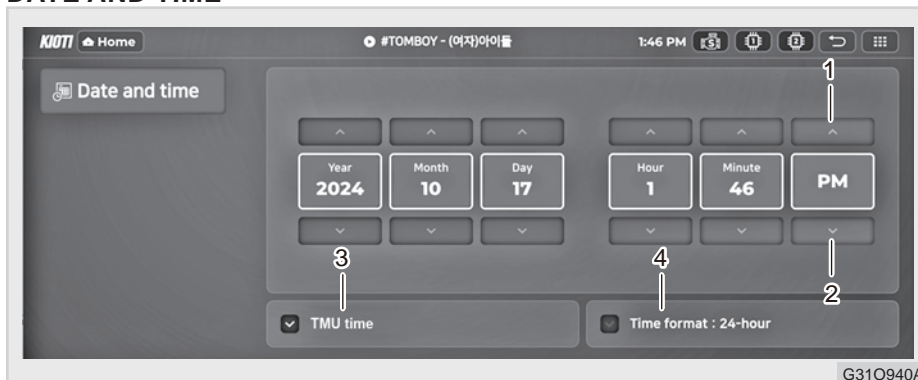 DATE AND TIME
KIOTI Home #TOMBOY - (여자)아이들 1:46 PM S 1 2
1
Date and time
Year Month Day Hour Minute
2024 10 17 1 46 PM
3 4
2
TMU time Time format : 24-hour
G31O940A